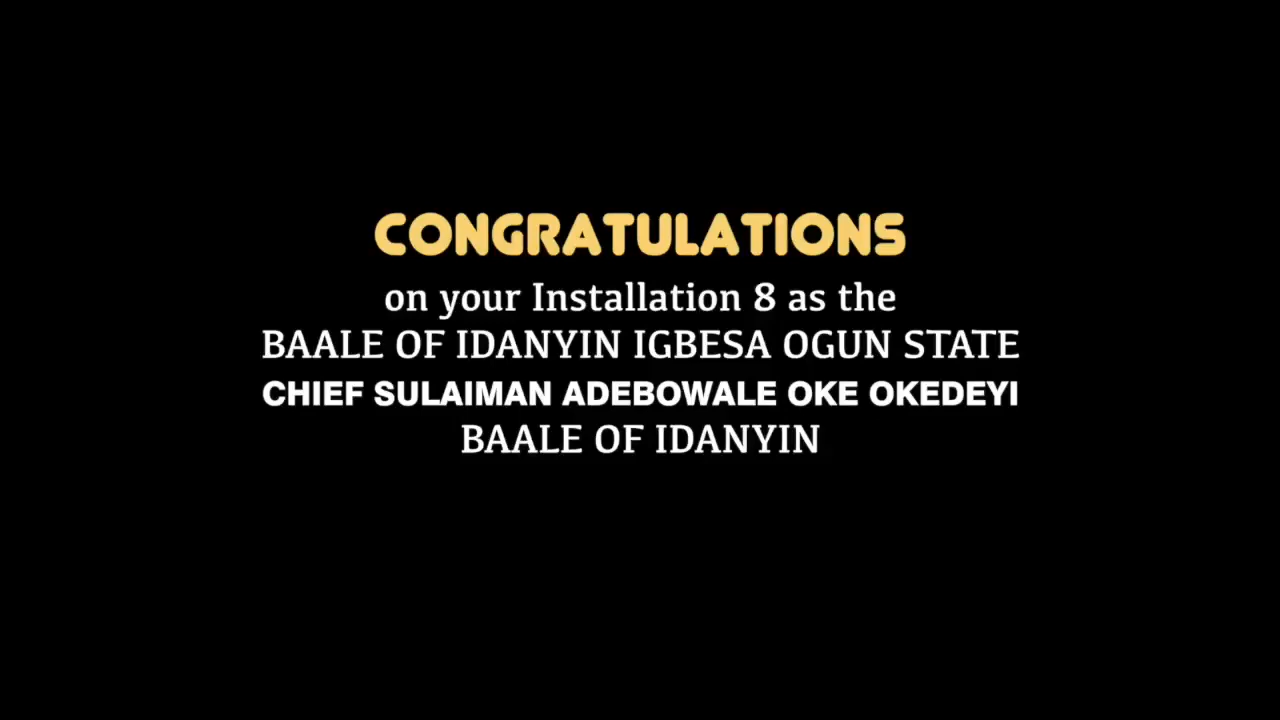 CONGRATULATIONS
on your Installation 8 as the
BAALE OF IDANYIN IGBESA OGUN STATE
CHIEF SULAIMAN ADEBOWALE OKE OKEDEYI
BAALE OF IDANYIN